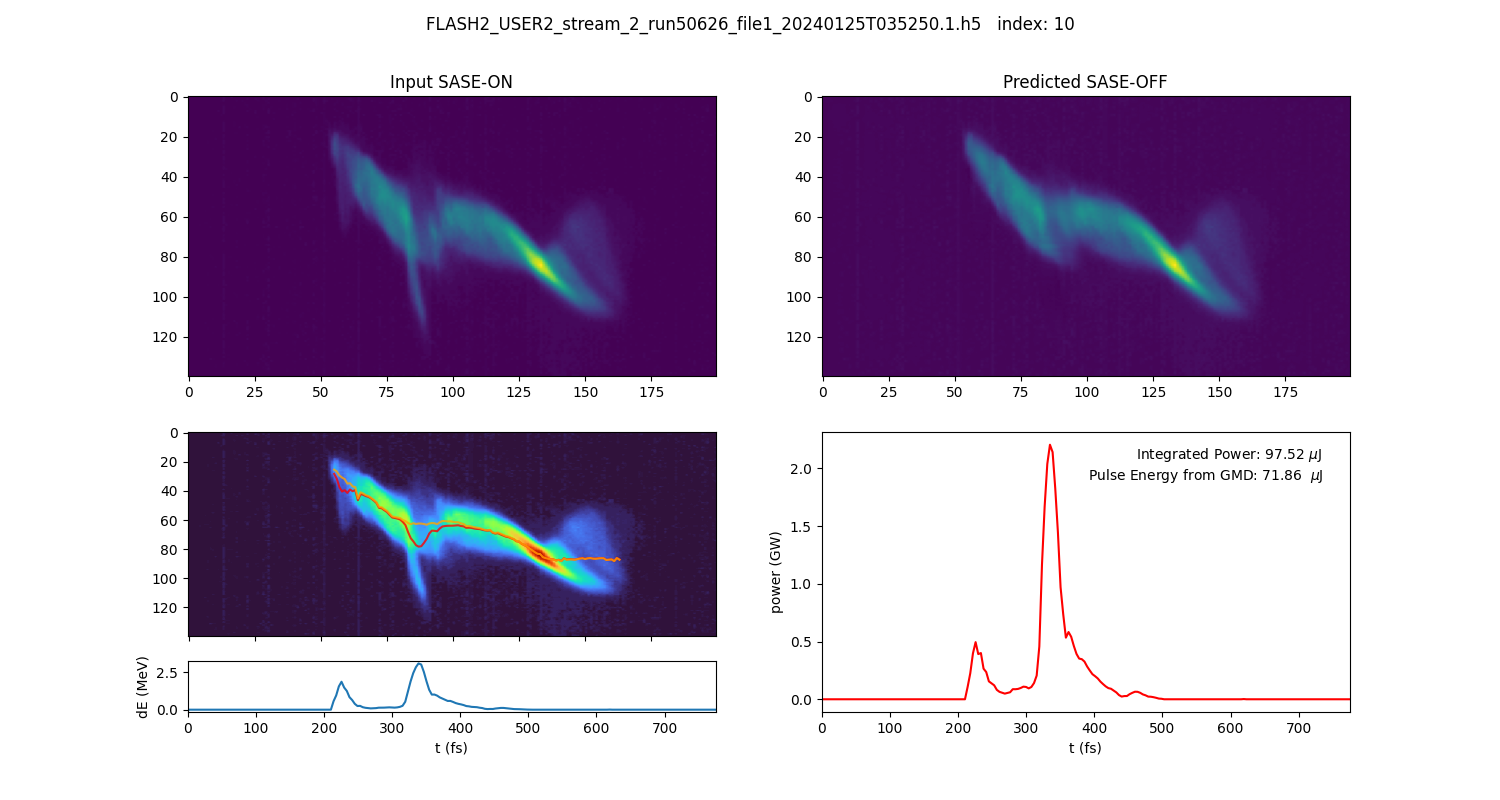 FLASH2_USER2_stream_2_run50626_file1_20240125T035250.1.h5   index: 10
Input SASE-ON
0
20
40
60
80
100
120
0 25 50 75 100 125 150 175
Predicted SASE-OFF
0
20
40
60
80
100
120
0 25 50 75 100 125 150 175
0
20
40
60
80
100
120
dE (MeV)
2.5
0.0
0 100 200 300 400 500 600 700
t (fs)
Integrated Power: 97.52 μJ
Pulse Energy from GMD: 71.86  μJ
power (GW)
2.0
1.5
1.0
0.5
0.0
0 100 200 300 400 500 600 700
t (fs)